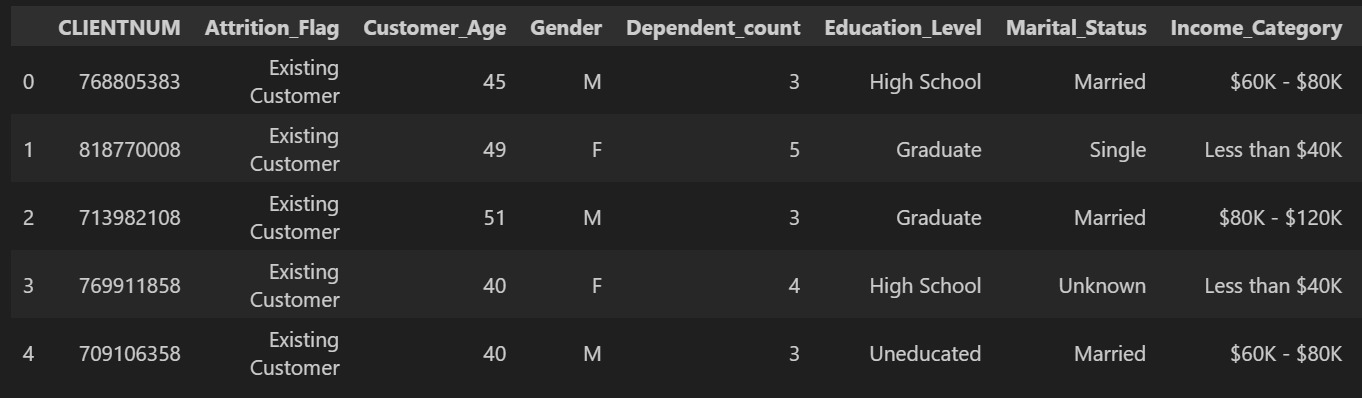 CLIENTNUM Attrition_Flag Customer_Age Gender Dependent_count Education_Level Marital_Status Income_Category
0 768805383 Existing Customer 45 M 3 High School Married $60K - $80K
1 818770008 Existing Customer 49 F 5 Graduate Single Less than $40K
2 713982108 Existing Customer 51 M 3 Graduate Married $80K - $120K
3 769911858 Existing Customer 40 F 4 High School Unknown Less than $40K
4 709106358 Existing Customer 40 M 3 Uneducated Married $60K - $80K